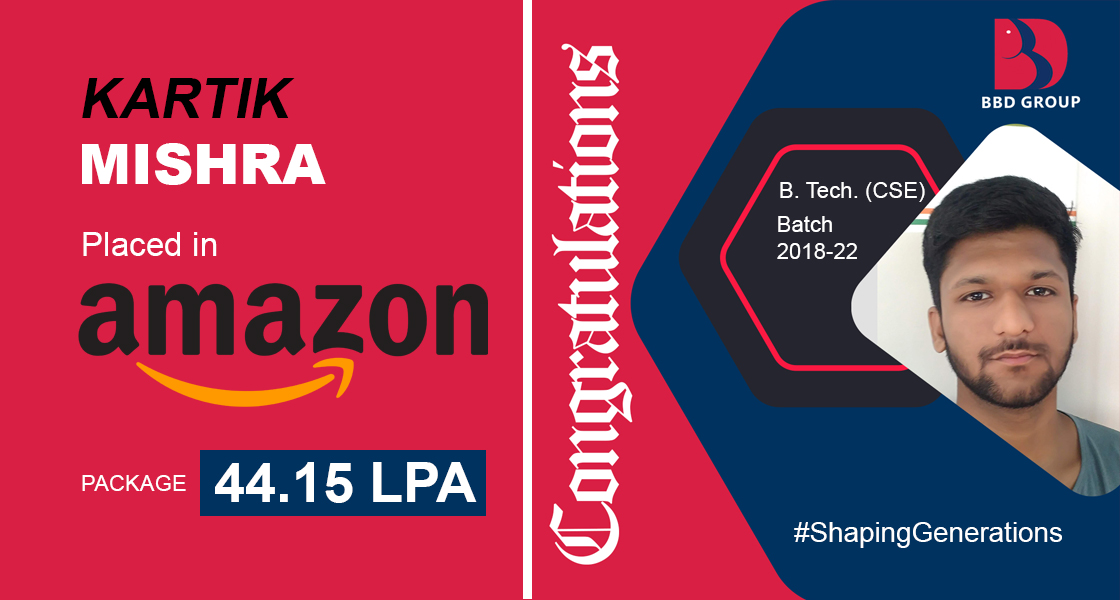 KARTIK
MISHRA
Placed in
amazon
PACKAGE 44.15 LPA
Congratulations
BBD GROUP
B. Tech. (CSE)
Batch
2018-22
#ShapingGenerations